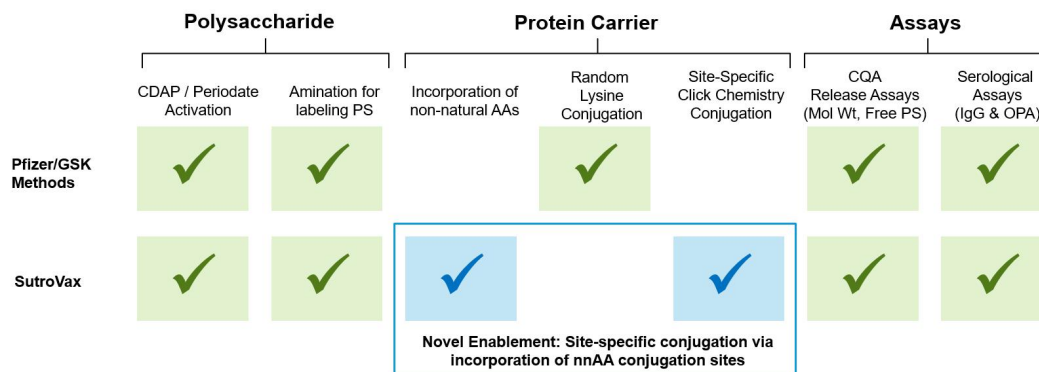 Polysaccharide
Protein Carrier
Assays
CDAP / Periodate
Activation
Amination for
labeling PS
Incorporation of
non-natural AAs
Random
Lysine
Conjugation
Site-Specific
Click Chemistry
Conjugation
CQA
Release Assays
(Mol Wt, Free PS)
Serological
Assays
(IgG & OPA)
Pfizer/GSK
Methods
SutroVax
Novel Enablement: Site-specific conjugation via
incorporation of nnAA conjugation sites